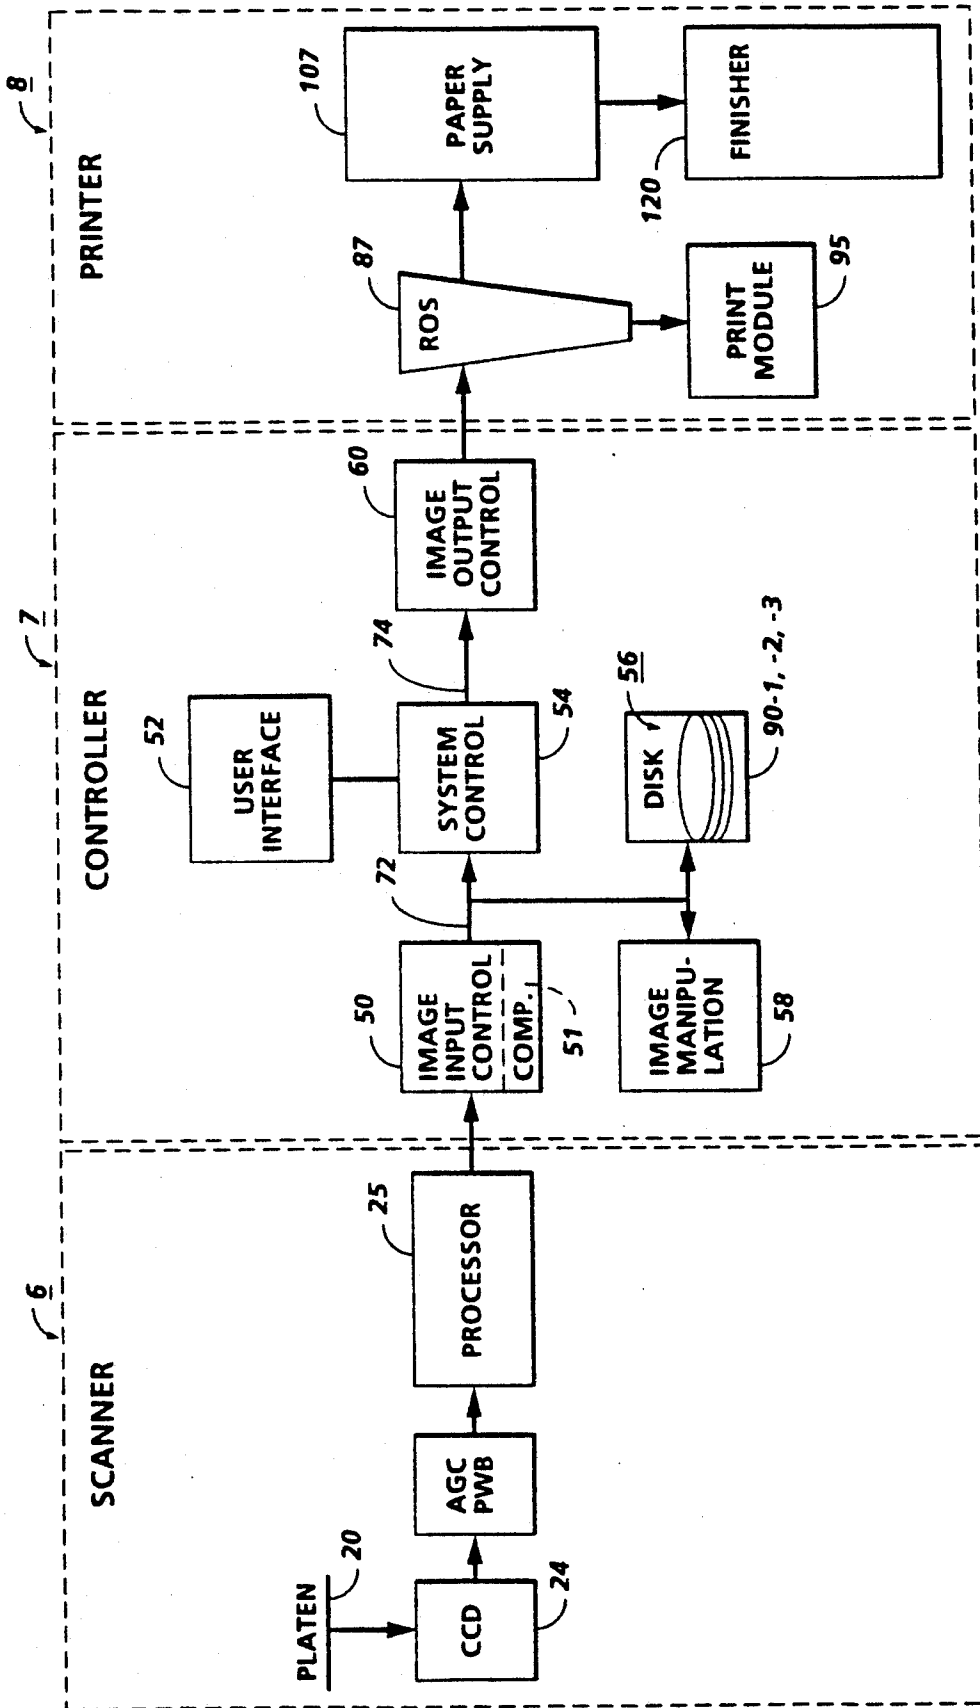 6
SCANNER
PLATEN
20
CCD
24
AGC
PWB
PROCESSOR
25
7
CONTROLLER
IMAGE
INPUT
CONTROL
COMP.
50
51
72
USER
INTERFACE
52
SYSTEM
CONTROL
54
74
IMAGE
OUTPUT
CONTROL
60
IMAGE
MANIPU-
LATION
58
DISK
56
90-1, -2, -3
8
PRINTER
ROS
87
PRINT
MODULE
95
PAPER
SUPPLY
107
FINISHER
120